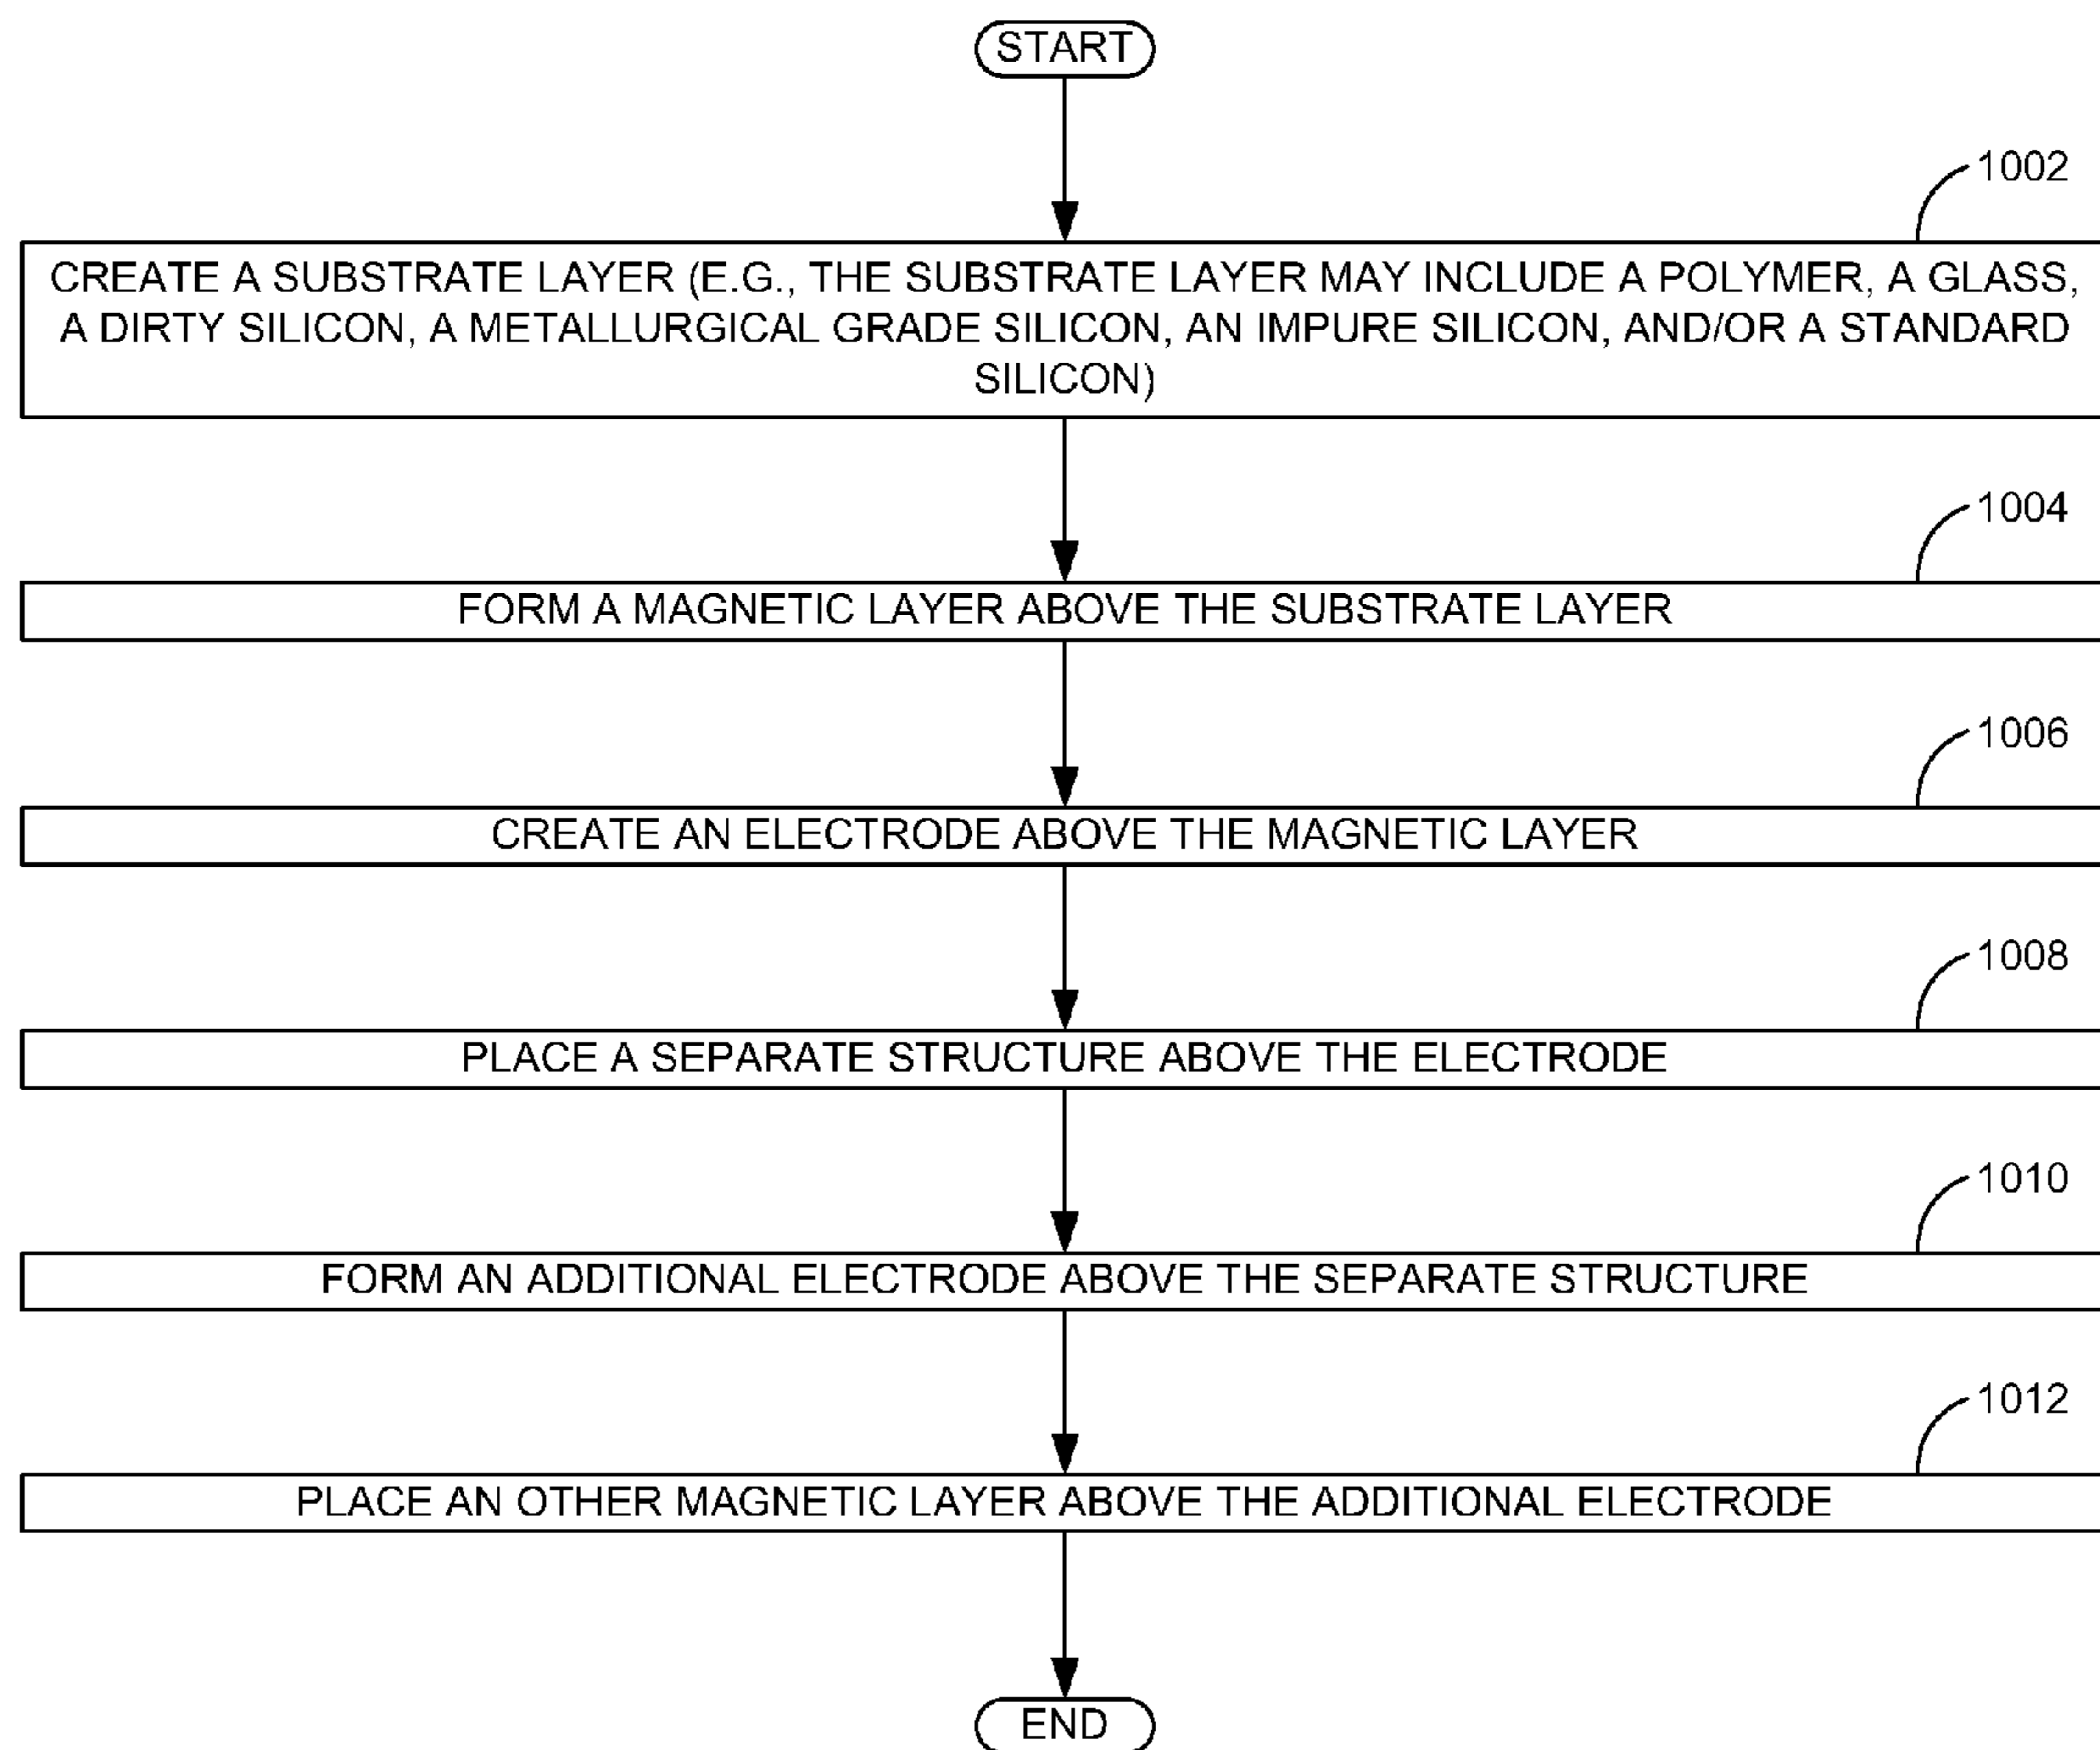 START
1002
CREATE A SUBSTRATE LAYER (E.G., THE SUBSTRATE LAYER MAY INCLUDE A POLYMER, A GLASS,
A DIRTY SILICON, A METALLURGICAL GRADE SILICON, AN IMPURE SILICON, AND/OR A STANDARD
SILICON)
1004
FORM A MAGNETIC LAYER ABOVE THE SUBSTRATE LAYER
1006
CREATE AN ELECTRODE ABOVE THE MAGNETIC LAYER
1008
PLACE A SEPARATE STRUCTURE ABOVE THE ELECTRODE
1010
FORM AN ADDITIONAL ELECTRODE ABOVE THE SEPARATE STRUCTURE
1012
PLACE AN OTHER MAGNETIC LAYER ABOVE THE ADDITIONAL ELECTRODE
END